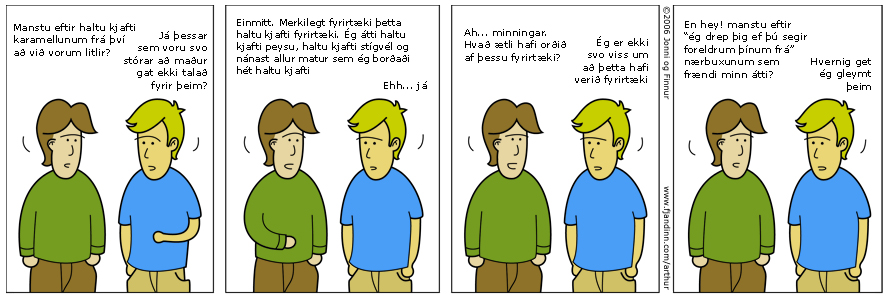 Manstu eftir haltu kjafti
karamellunum frá því
að við vorum litlir?
Já þessar
sem voru svo
stórar að maður
gat ekki talað
fyrir þeim?
Einmitt. Merkilegt fyrirtæki þetta
haltu kjafti fyrirtæki. Ég átti haltu
kjafti peysu, haltu kjafti stígvél og
nánast allur matur sem ég borðaði
hét haltu kjafti
Ehh... já
Ah... minningar.
Hvað ætli hafi orðið
af þessu fyrirtæki?
Ég er ekki
svo viss um
að þetta hafi
verið fyrirtæki
©2006 Jonni og Finnur
www.fjandinn.com/arthur
En hey! manstu eftir
“ég drep þig ef þú segir
foreldrum þínum frá”
nærbuxunum sem
frændi minn átti?
Hvernig get
ég gleymt
þeim